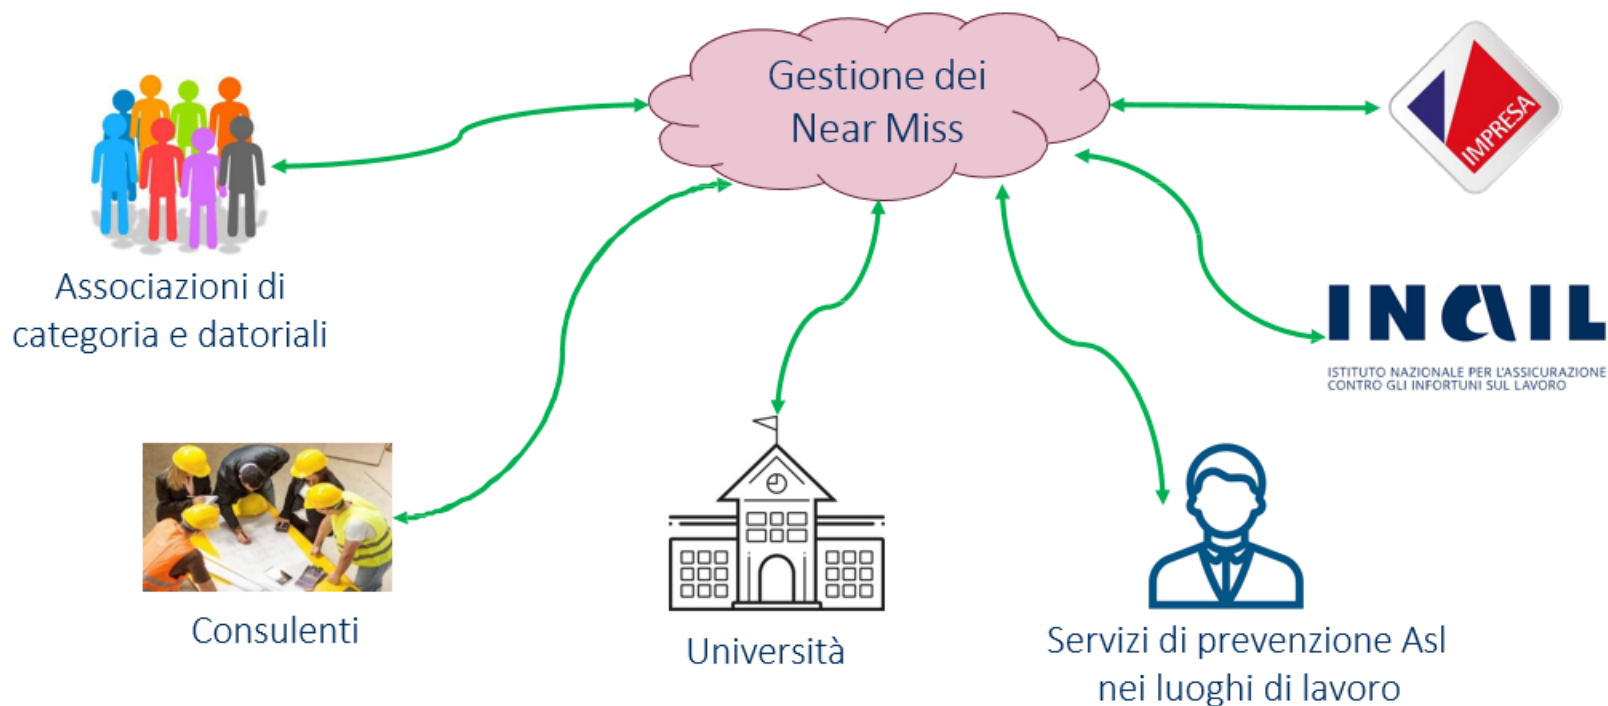 Gestione dei
Near Miss
IMPRESA
Associazioni di
categoria e datoriali
INAIL
ISTITUTO NAZIONALE PER L'ASSICURAZIONE
CONTRO GLI INFORTUNI SUL LAVORO
Consulenti
Università
Servizi di prevenzione Asl
nei luoghi di lavoro